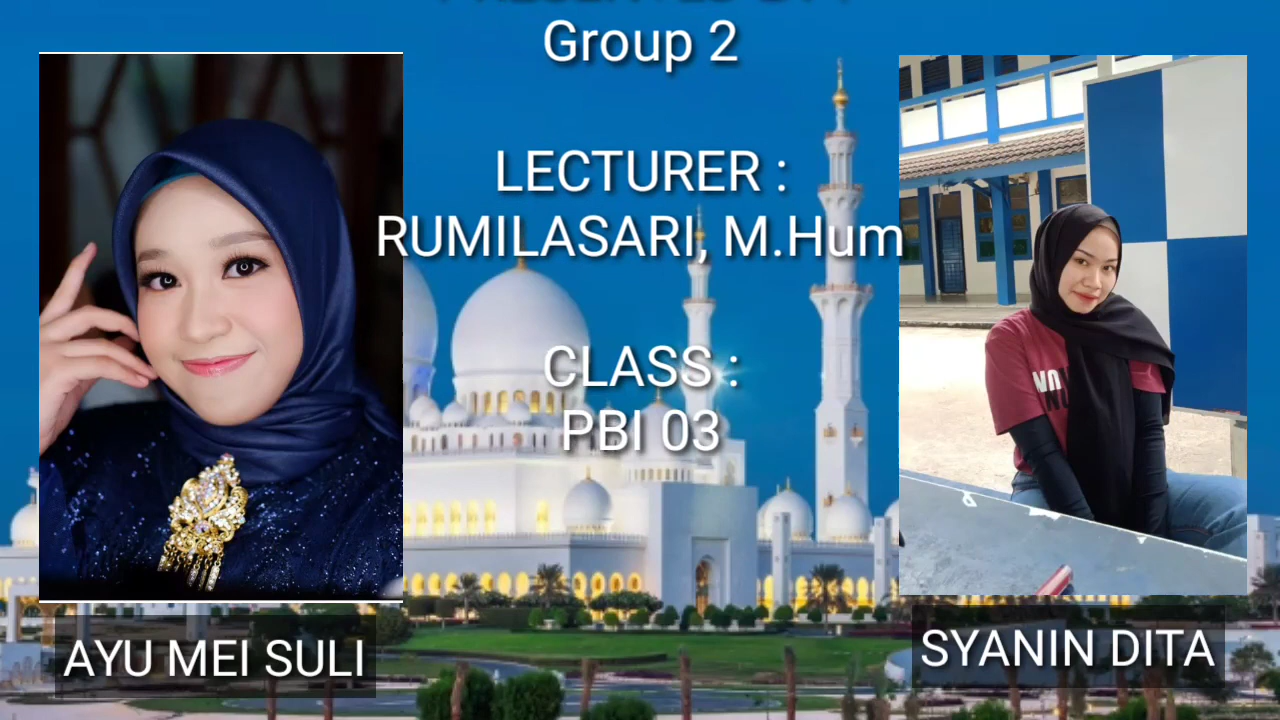 Group 2
LECTURER :
RUMILASARI, M.Hum
CLASS :
PBI 03
AYU MEI SULI
SYANIN DITA